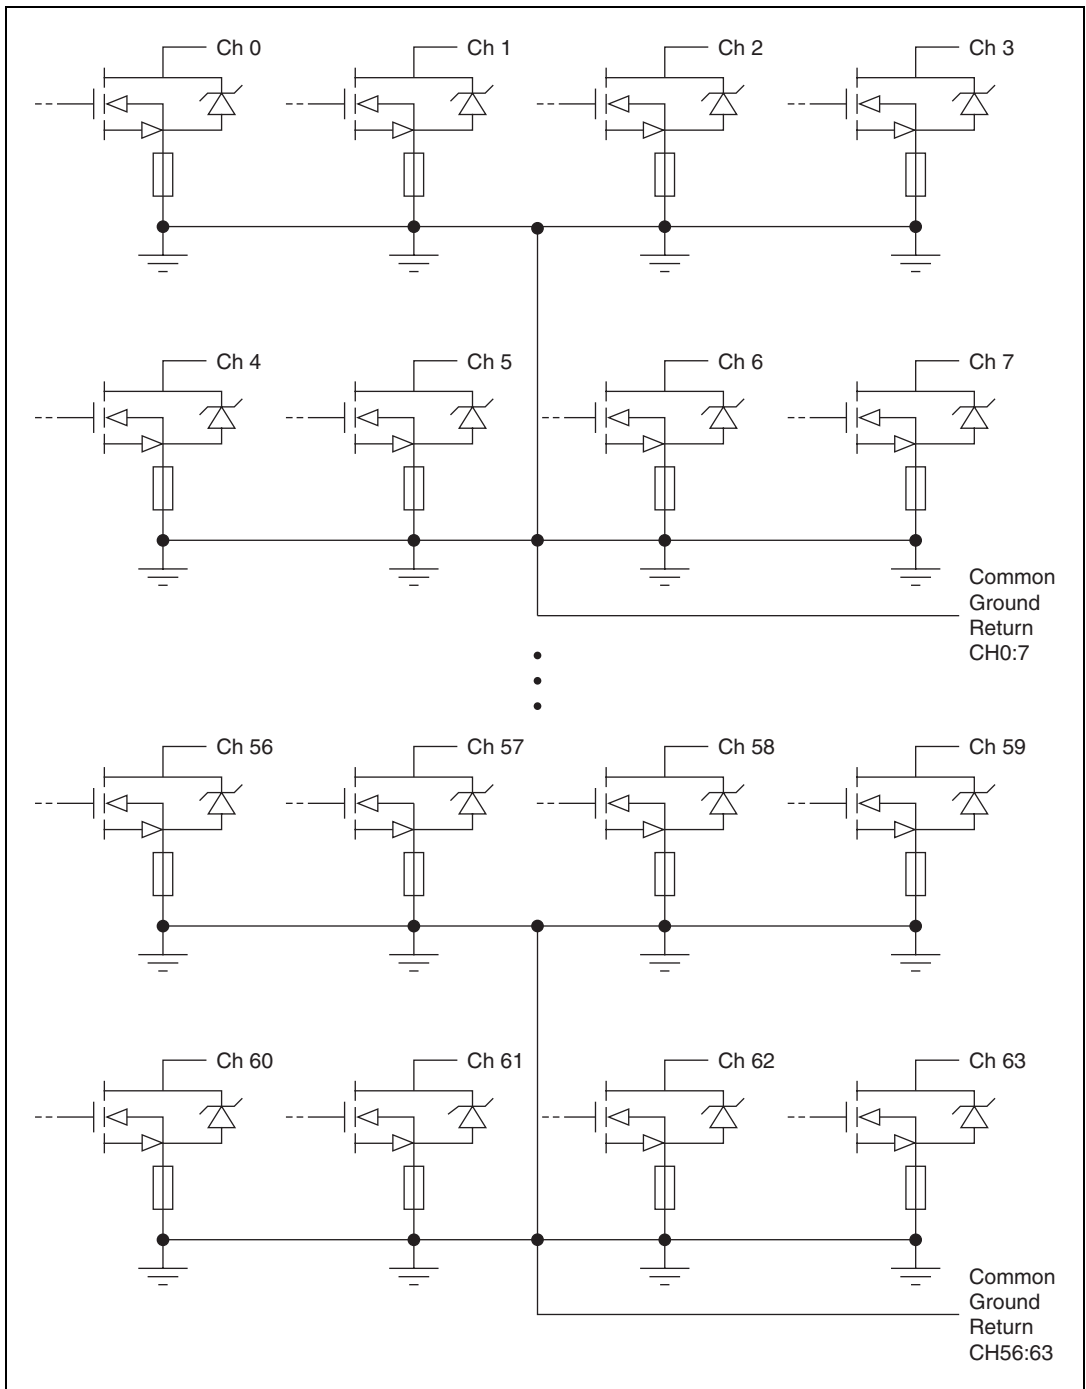 Ch 0
Ch 1
Ch 2
Ch 3
Ch 4
Ch 5
Ch 6
Ch 7
Common
Ground
Return
CH0:7
Ch 56
Ch 57
Ch 58
Ch 59
Ch 60
Ch 61
Ch 62
Ch 63
Common
Ground
Return
CH56:63